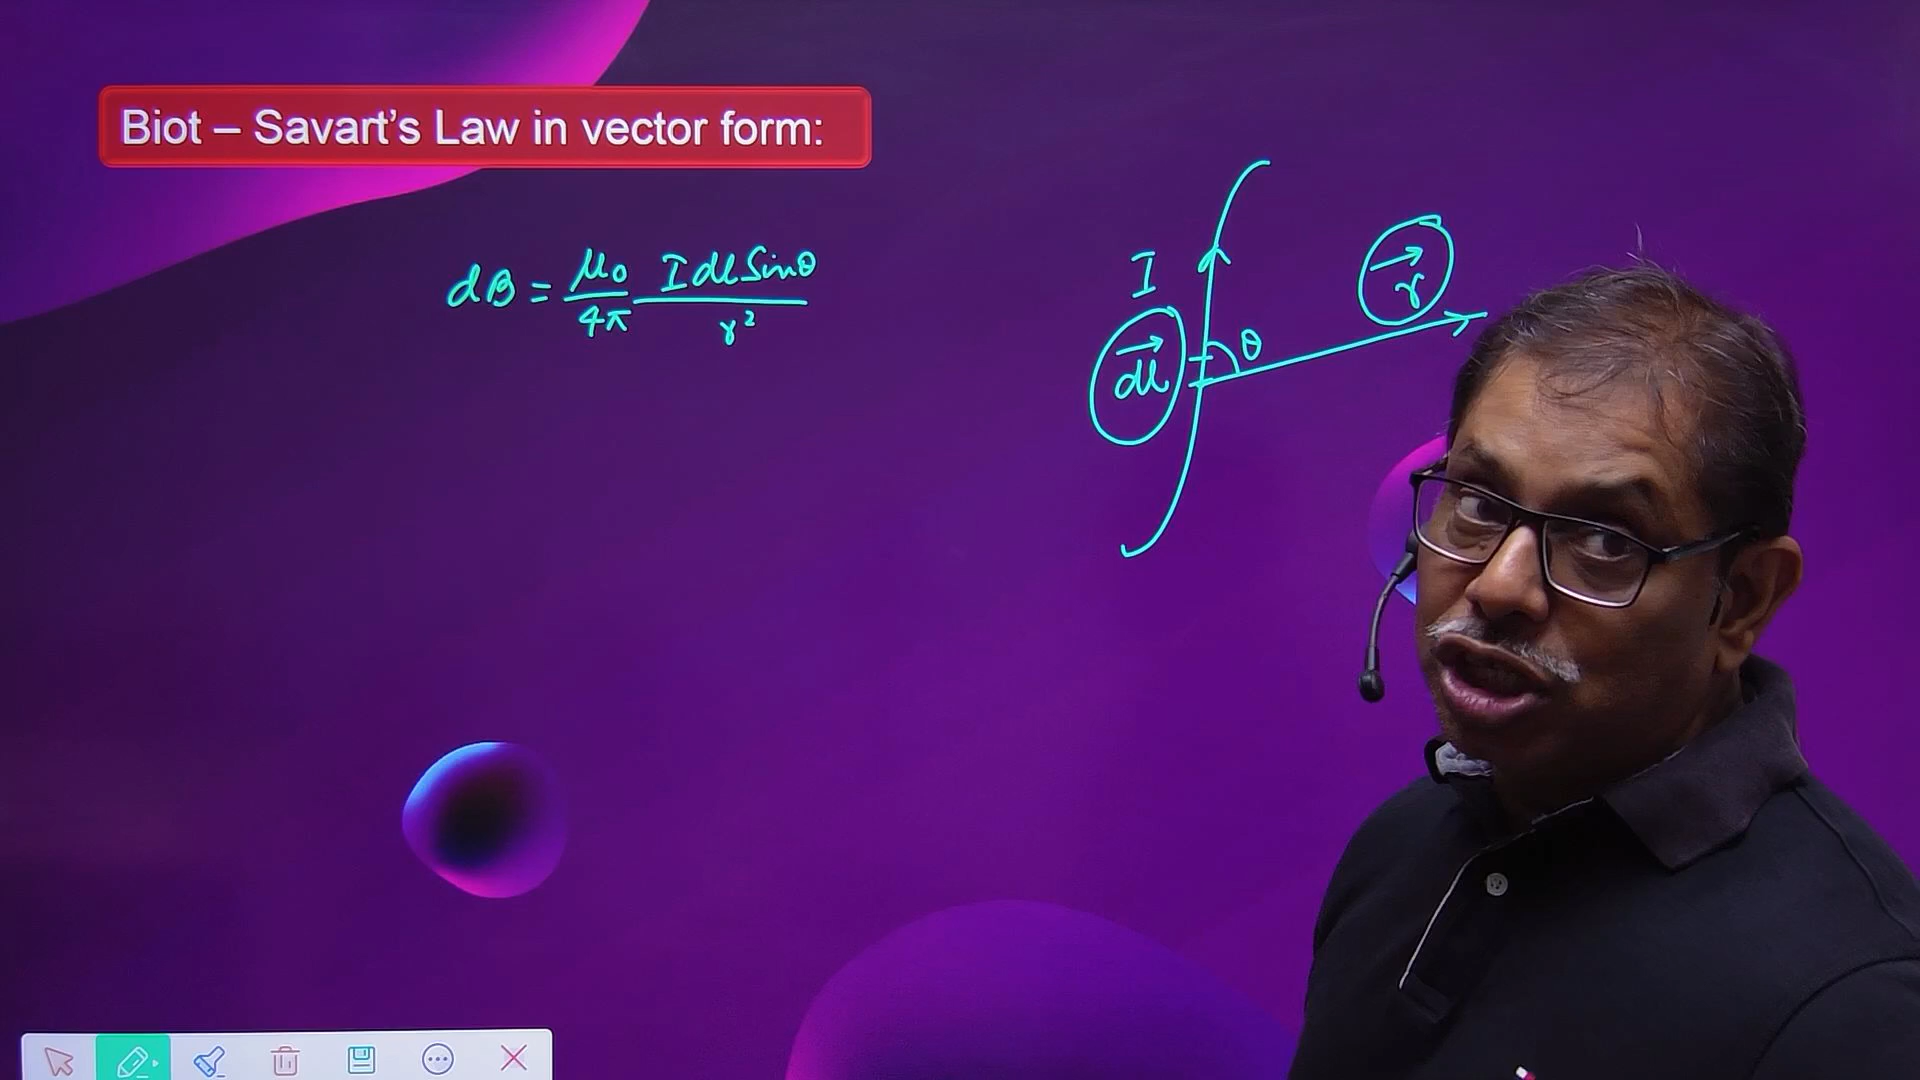 Biot – Savart's Law in vector form:
dB = μ0/4π I dl Sinθ/r²
I
r⃗
θ
dl⃗